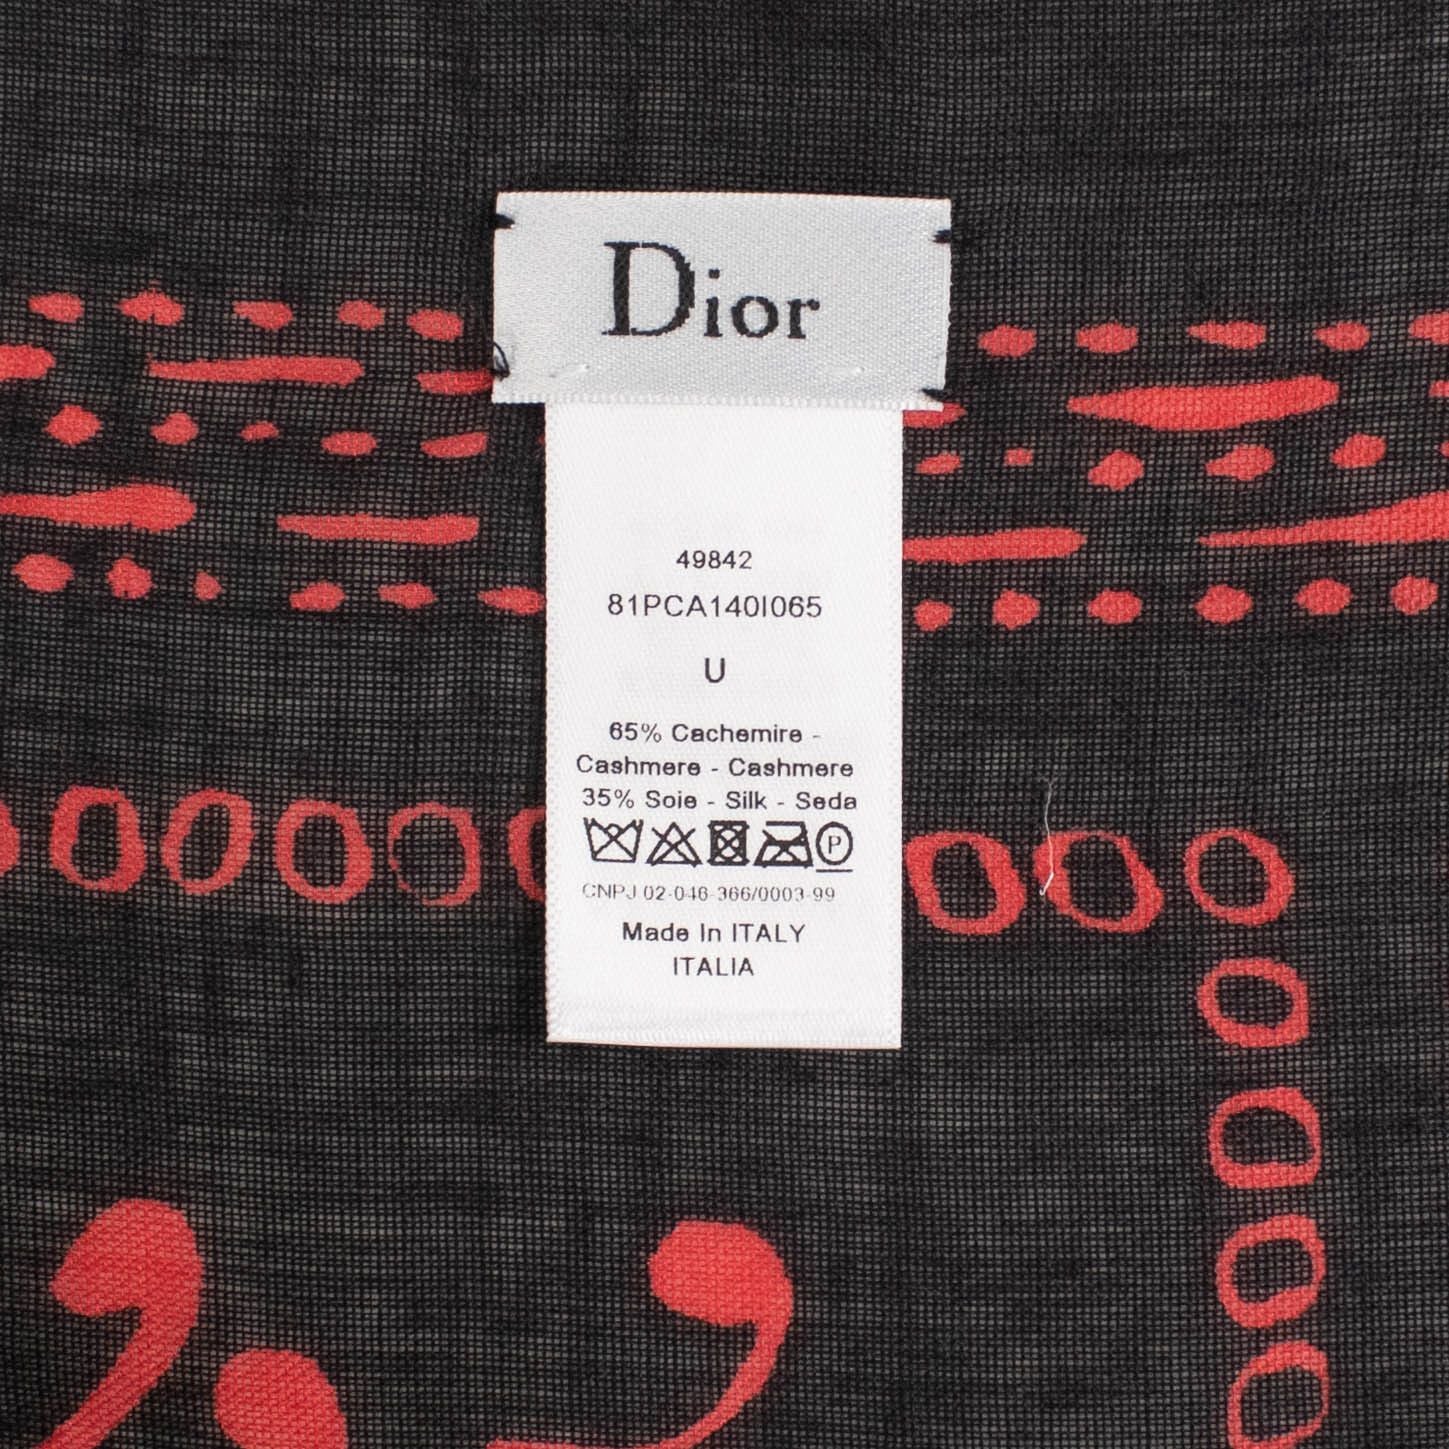 Dior
49842
81PCA140I065
U
65% Cachemire -
Cashmere - Cashmere
35% Soie - Silk - Seda
P
CNPJ 02-046-366/0003-99
Made In ITALY
ITALIA